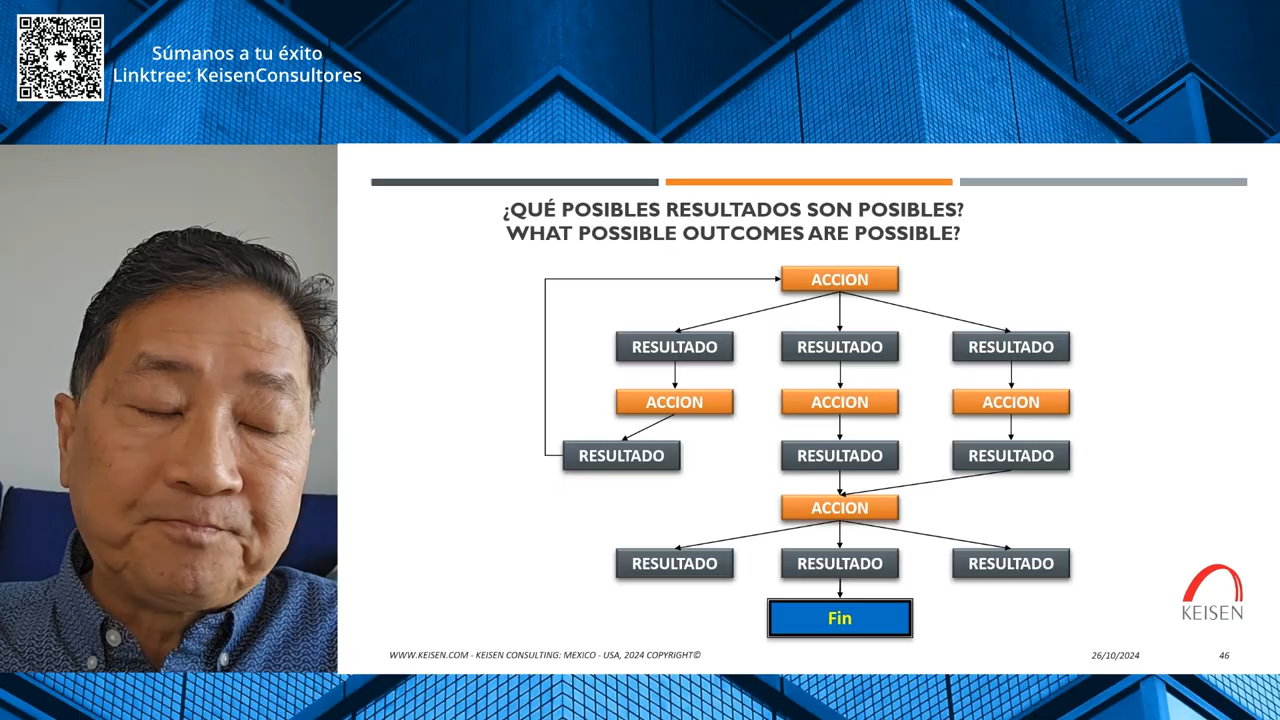 Súmanos a tu éxito
Linktree: KeisenConsultores
¿QUÉ POSIBLES RESULTADOS SON POSIBLES?
WHAT POSSIBLE OUTCOMES ARE POSSIBLE?
ACCION
RESULTADO RESULTADO RESULTADO
ACCION ACCION ACCION
RESULTADO RESULTADO RESULTADO
ACCION
RESULTADO RESULTADO RESULTADO
Fin
KEISEN
WWW.KEISEN.COM - KEISEN CONSULTING: MEXICO - USA, 2024 COPYRIGHT© 26/10/2024 46